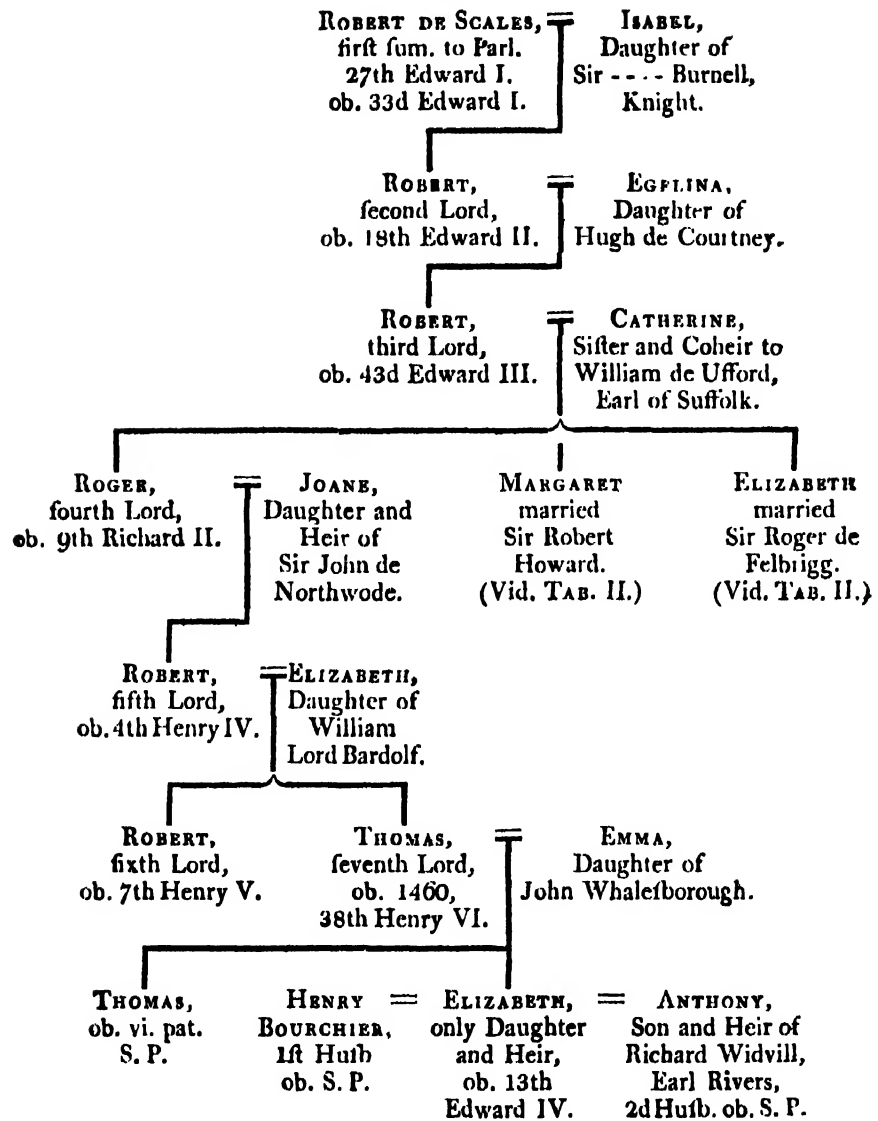 ROBERT DE SCALES,
firſt ſum. to Parl.
27th Edward I.
ob. 33d Edward I.
ISABEL,
Daughter of
Sir - - - - Burnell,
Knight.
ROBERT,
ſecond Lord,
ob. 18th Edward II.
EGELINA,
Daughter of
Hugh de Courtney.
ROBERT,
third Lord,
ob. 43d Edward III.
CATHERINE,
Siſter and Coheir to
William de Ufford,
Earl of Suffolk.
ROGER,
fourth Lord,
ob. 9th Richard II.
JOANE,
Daughter and
Heir of
Sir John de
Northwode.
MARGARET
married
Sir Robert
Howard.
(Vid. TAB. II.)
ELIZABETH
married
Sir Roger de
Felbrigg.
(Vid. TAB. II.)
ROBERT,
fifth Lord,
ob. 4th Henry IV.
ELIZABETH,
Daughter of
William
Lord Bardolf.
ROBERT,
ſixth Lord,
ob. 7th Henry V.
THOMAS,
ſeventh Lord,
ob. 1460,
38th Henry VI.
EMMA,
Daughter of
John Whaleſborough.
THOMAS,
ob. vi. pat.
S. P.
HENRY
BOURCHIER,
1ſt Huſb
ob. S. P.
ELIZABETH,
only Daughter
and Heir,
ob. 13th
Edward IV.
ANTHONY,
Son and Heir of
Richard Widvill,
Earl Rivers,
2d Huſb. ob. S. P.